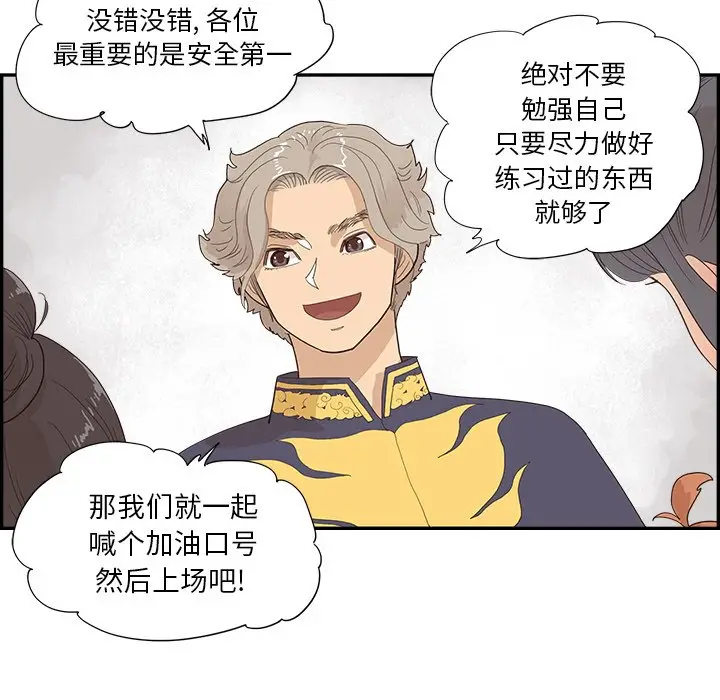 没错没错, 各位
最重要的是安全第一
绝对不要
勉强自己
只要尽力做好
练习过的东西
就够了
那我们就一起
喊个加油口号
然后上场吧!